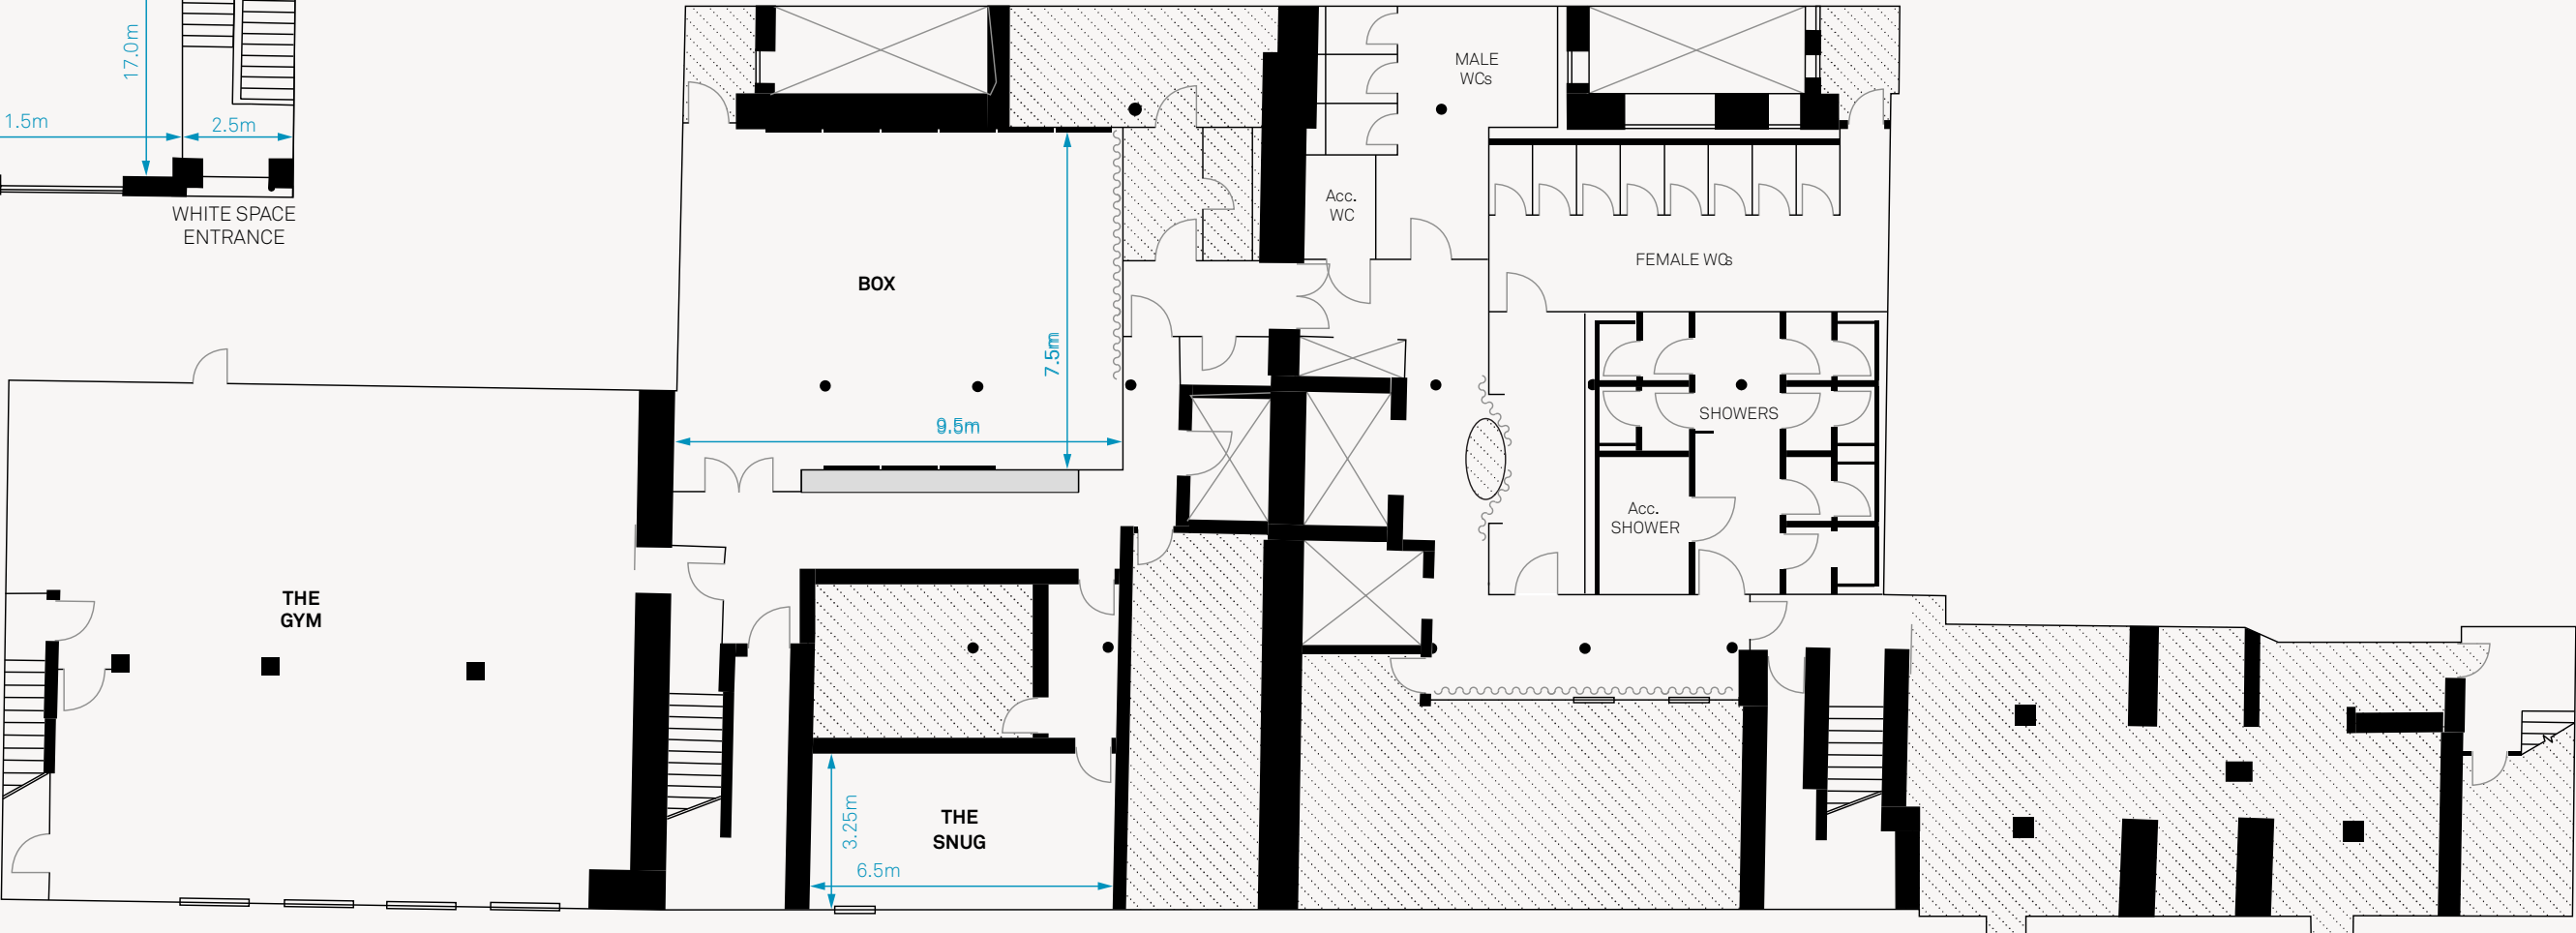 17.0m
1.5m
2.5m
WHITE SPACE
ENTRANCE
MALE
WCs
Acc.
WC
FEMALE WCs
BOX
7.5m
9.5m
SHOWERS
Acc.
SHOWER
THE
GYM
THE
SNUG
3.25m
6.5m